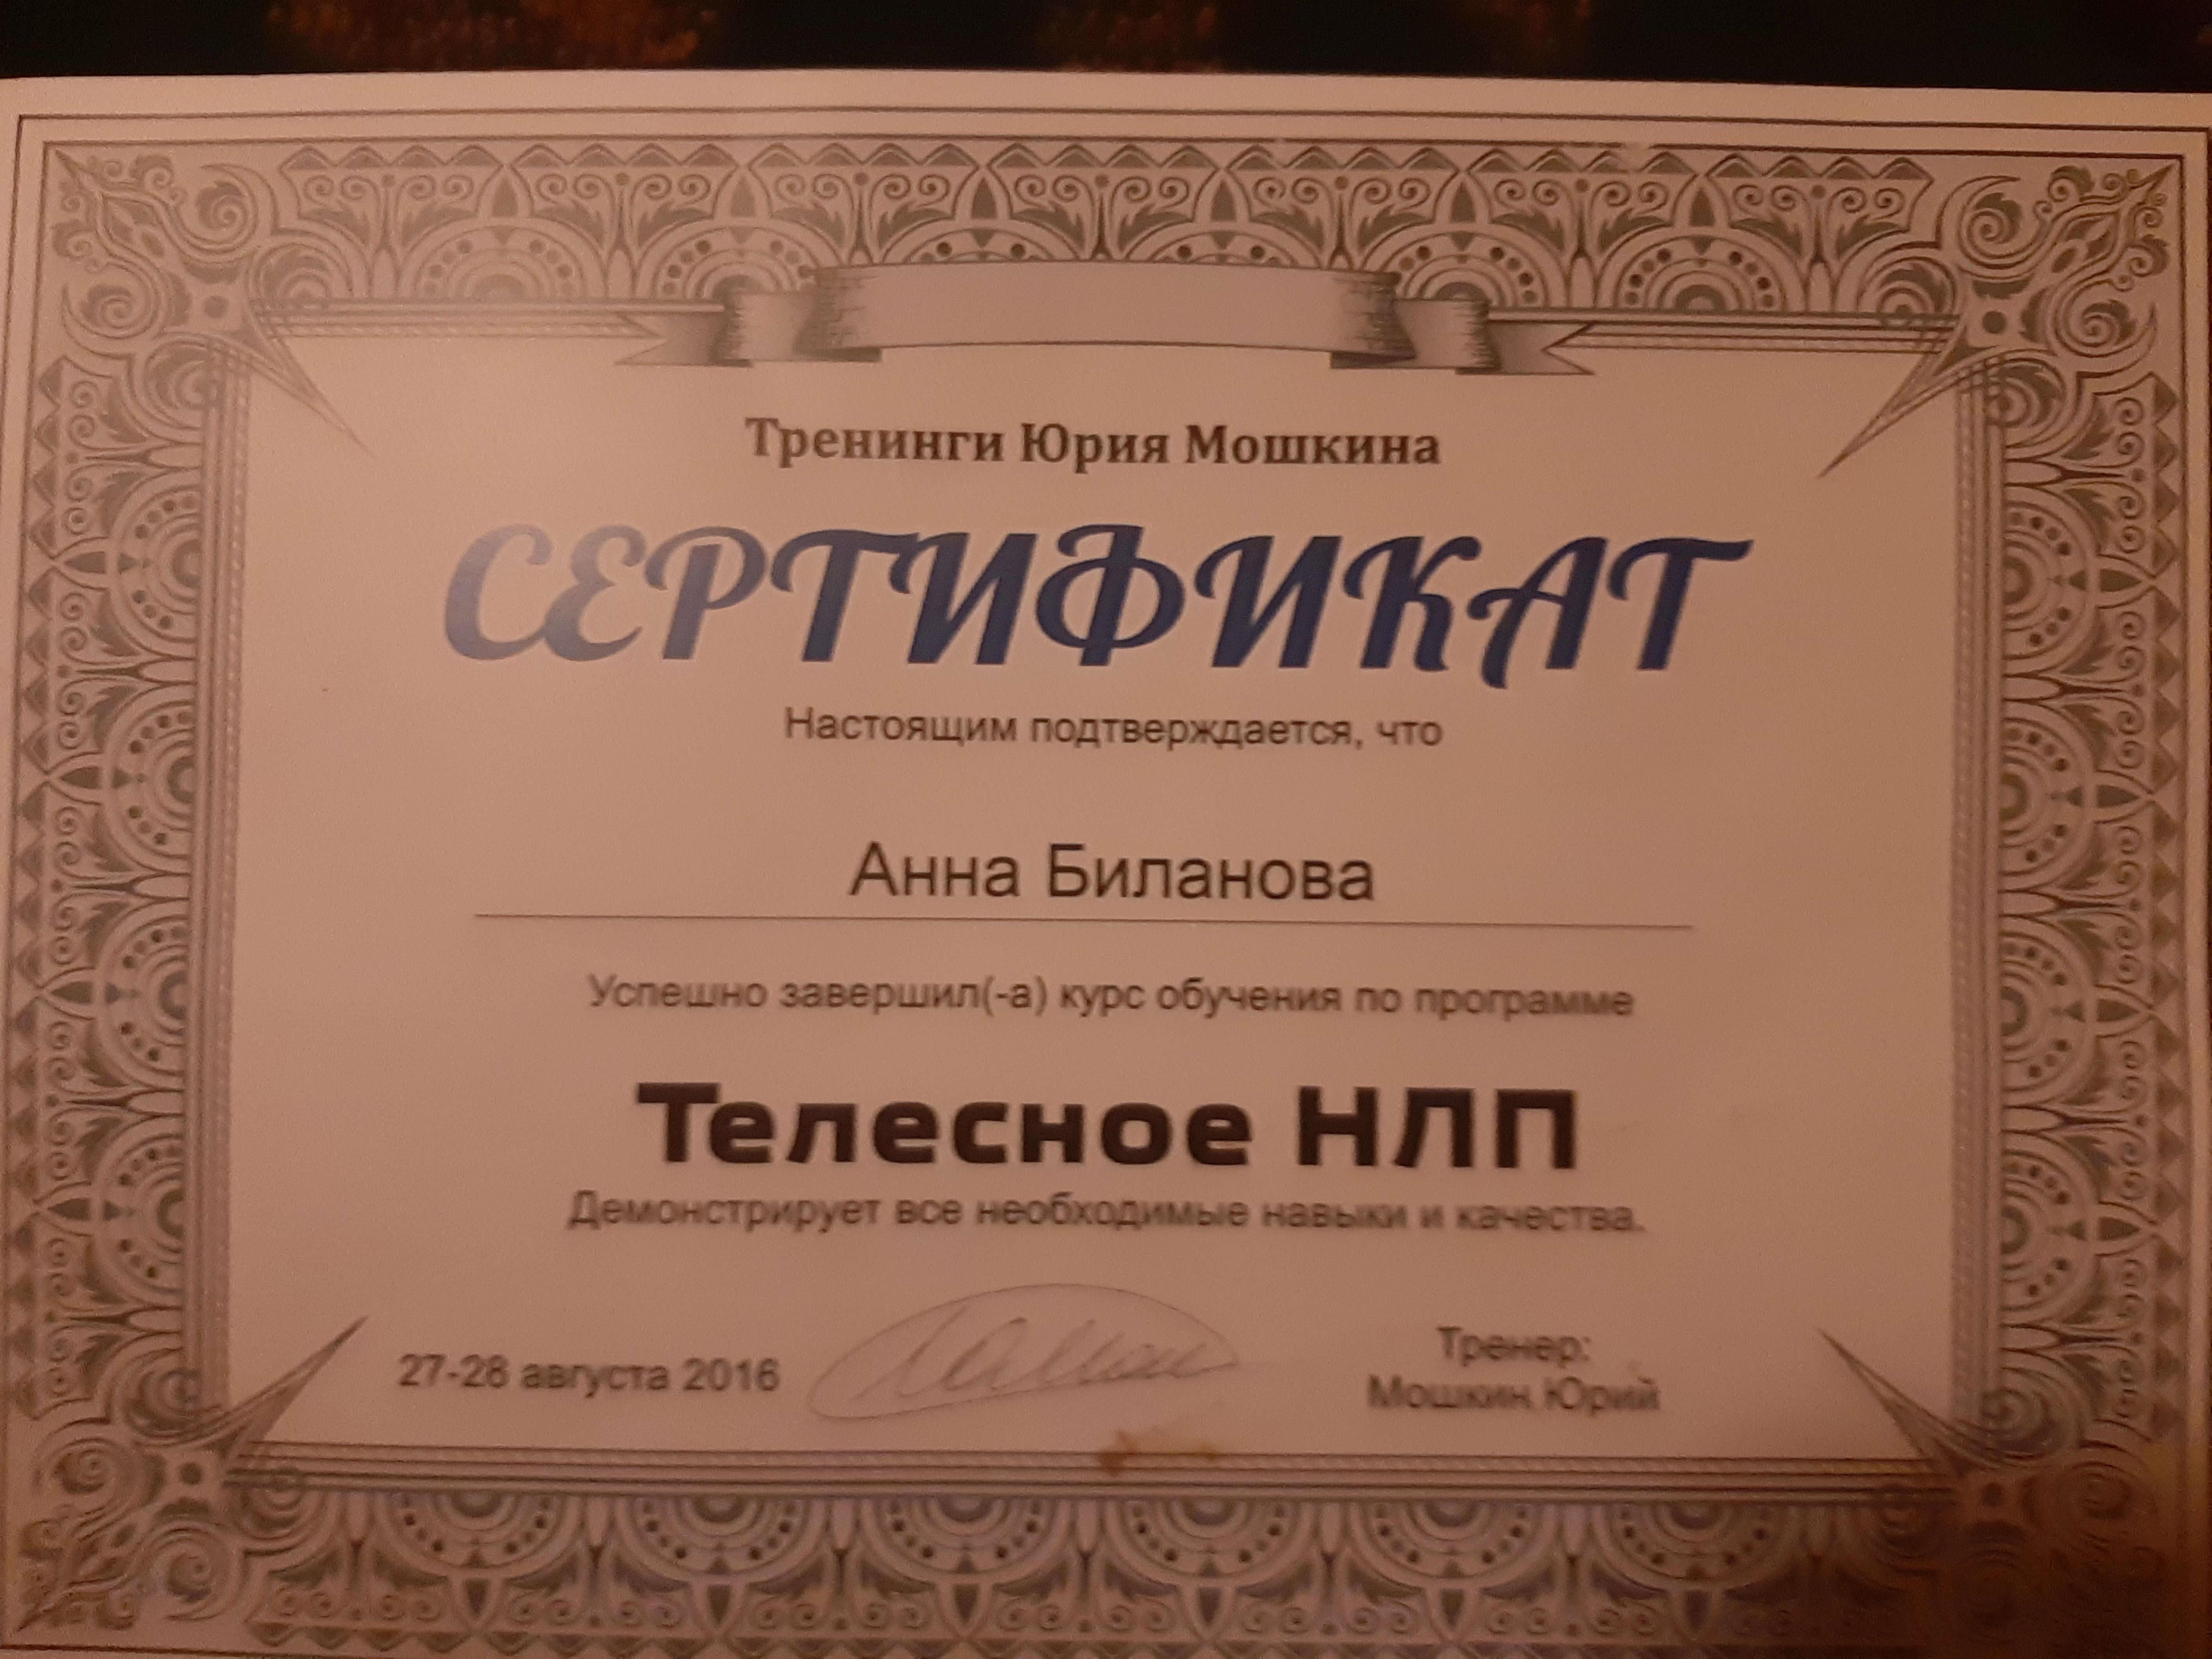 Тренинги Юрия Мошкина
СЕРТИФИКАТ
Настоящим подтверждается, что
Анна Биланова
Успешно завершил(-а) курс обучения по программе
Телесное НЛП
Демонстрирует все необходимые навыки и качества.
27-28 августа 2016
Тренер:
Мошкин Юрий